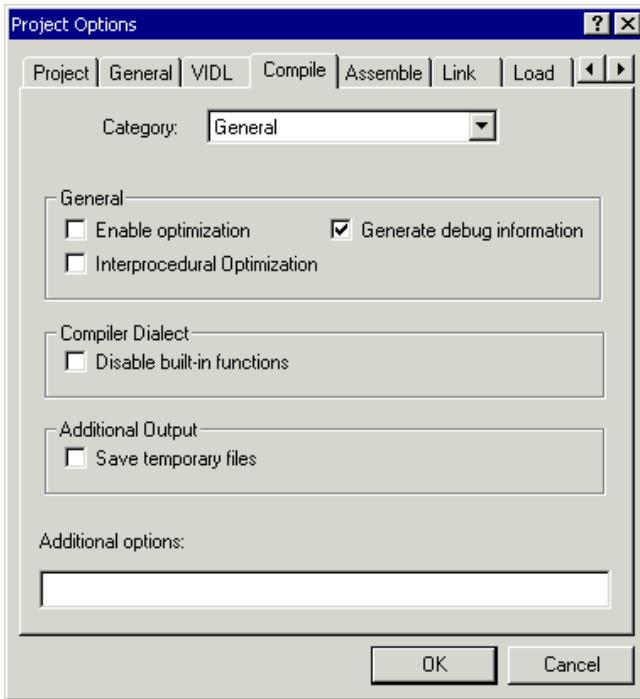 Project Options
Project General VIDL Compile Assemble Link Load
Category: General
General
Enable optimization Generate debug information
Interprocedural Optimization
Compiler Dialect
Disable built-in functions
Additional Output
Save temporary files
Additional options:
OK Cancel